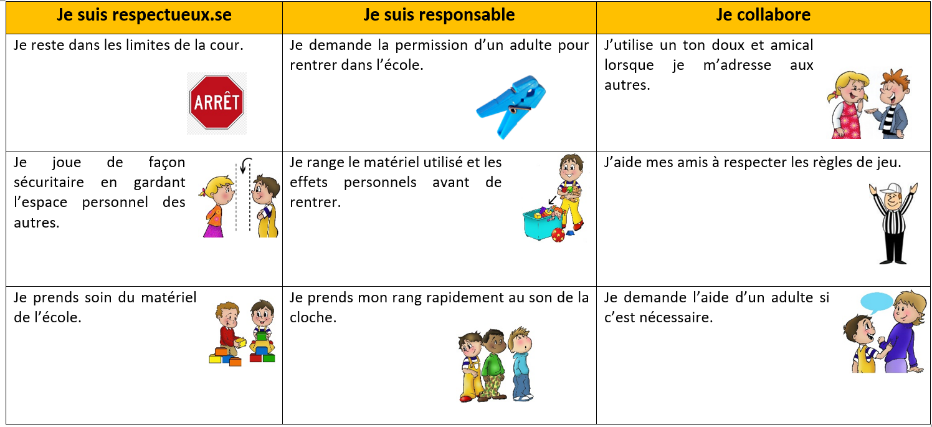 Je suis respectueux.se
Je suis responsable
Je collabore
Je reste dans les limites de la cour.
ARRÊT
Je demande la permission d’un adulte pour
rentrer dans l’école.
J’utilise un ton doux et amical
lorsque je m’adresse aux
autres.
Je joue de façon
sécuritaire en gardant
l’espace personnel des
autres.
Je range le matériel utilisé et les
effets personnels avant de
rentrer.
J’aide mes amis à respecter les règles de jeu.
Je prends soin du matériel
de l’école.
Je prends mon rang rapidement au son de la
cloche.
Je demande l’aide d’un adulte si
c’est nécessaire.